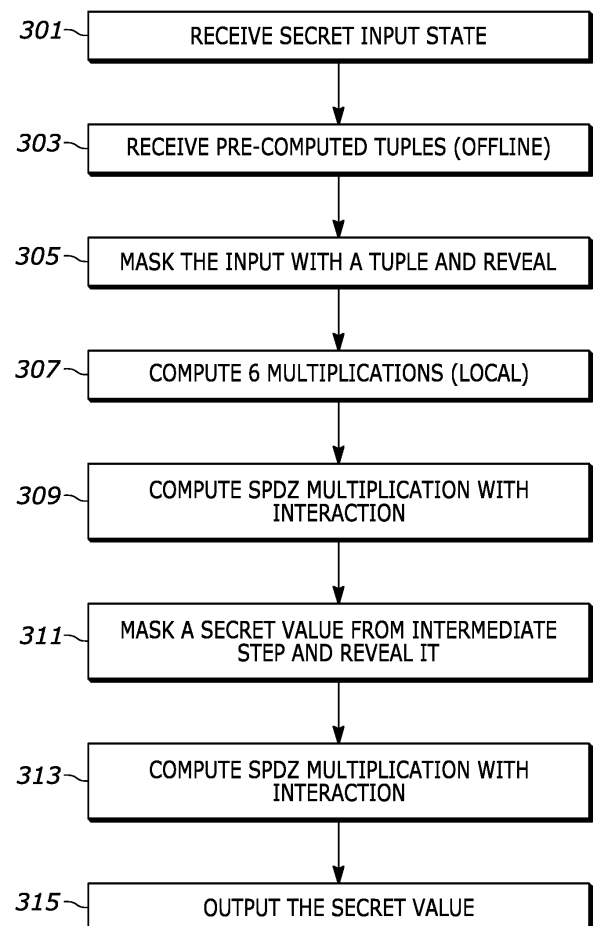 301
RECEIVE SECRET INPUT STATE
303
RECEIVE PRE-COMPUTED TUPLES (OFFLINE)
305
MASK THE INPUT WITH A TUPLE AND REVEAL
307
COMPUTE 6 MULTIPLICATIONS (LOCAL)
309
COMPUTE SPDZ MULTIPLICATION WITH
INTERACTION
311
MASK A SECRET VALUE FROM INTERMEDIATE
STEP AND REVEAL IT
313
COMPUTE SPDZ MULTIPLICATION WITH
INTERACTION
315
OUTPUT THE SECRET VALUE